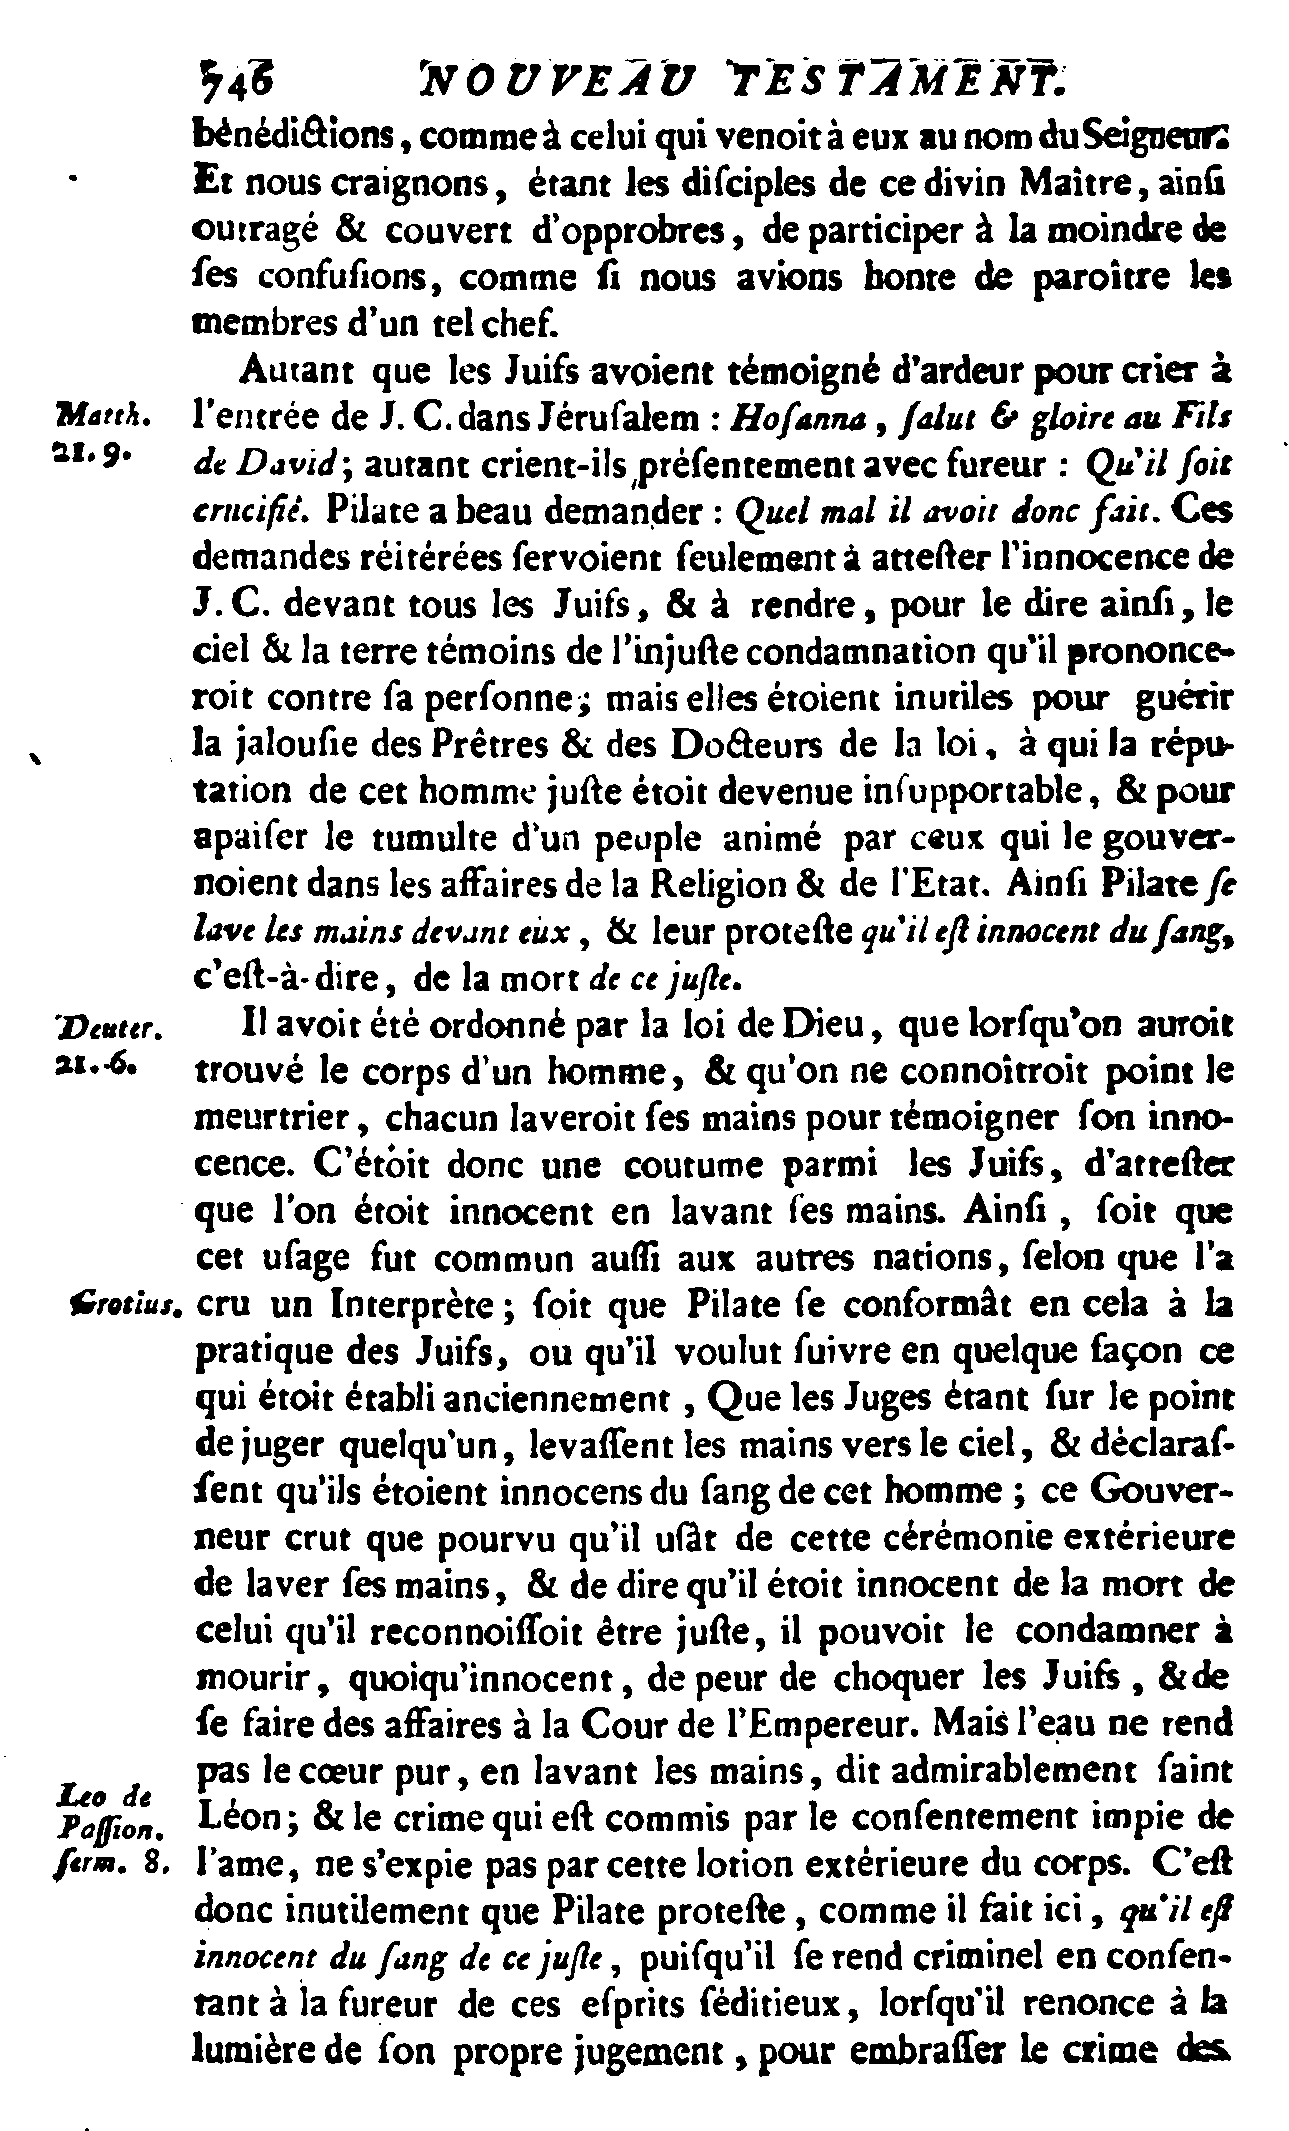 746 NOUVEAU TESTAMENT.
bénédictions, comme à celui qui venoit à eux au nom du Seigneur:
Et nous craignons, étant les diſciples de ce divin Maître, ainſi
outragé & couvert d'opprobres, de participer à la moindre de
ſes confuſions, comme ſi nous avions honte de paroître les
membres d'un tel chef.
Autant que les Juifs avoient témoigné d'ardeur pour crier à
Matth. l'entrée de J. C. dans Jéruſalem : Hoſanna, ſalut & gloire au Fils
21. 9. de David; autant crient-ils préſentement avec fureur : Qu'il ſoit
crucifié. Pilate a beau demander : Quel mal il avoit donc fait. Ces
demandes réitérées ſervoient ſeulement à atteſter l'innocence de
J. C. devant tous les Juifs, & à rendre, pour le dire ainſi, le
ciel & la terre témoins de l'injuſte condamnation qu'il prononce-
roit contre ſa perſonne; mais elles étoient inutiles pour guérir
la jalouſie des Prêtres & des Docteurs de la loi, à qui la répu-
tation de cet homme juſte étoit devenue inſupportable, & pour
apaiſer le tumulte d'un peuple animé par ceux qui le gouver-
noient dans les affaires de la Religion & de l'Etat. Ainſi Pilate ſe
lave les mains devant eux, & leur proteſte qu'il eſt innocent du ſang,
c'eſt-à-dire, de la mort de ce juſte.
Deuter. Il avoit été ordonné par la loi de Dieu, que lorſqu'on auroit
21. 6. trouvé le corps d'un homme, & qu'on ne connoîtroit point le
meurtrier, chacun laveroit ſes mains pour témoigner ſon inno-
cence. C'étoit donc une coutume parmi les Juifs, d'atteſter
que l'on étoit innocent en lavant ſes mains. Ainſi, ſoit que
cet uſage fut commun auſſi aux autres nations, ſelon que l'a
Grotius. cru un Interprète; ſoit que Pilate ſe conformât en cela à la
pratique des Juifs, ou qu'il voulut ſuivre en quelque façon ce
qui étoit établi anciennement, Que les Juges étant ſur le point
de juger quelqu'un, levaſſent les mains vers le ciel, & déclaraſ-
ſent qu'ils étoient innocens du ſang de cet homme; ce Gouver-
neur crut que pourvu qu'il uſât de cette cérémonie extérieure
de laver ſes mains, & de dire qu'il étoit innocent de la mort de
celui qu'il reconnoiſſoit être juſte, il pouvoit le condamner à
mourir, quoiqu'innocent, de peur de choquer les Juifs, & de
ſe faire des affaires à la Cour de l'Empereur. Mais l'eau ne rend
pas le cœur pur, en lavant les mains, dit admirablement ſaint
Leo de
Paſſion. Léon; & le crime qui eſt commis par le conſentement impie de
ſerm. 8. l'ame, ne s'expie pas par cette lotion extérieure du corps. C'eſt
donc inutilement que Pilate proteſte, comme il fait ici, qu'il eſt
innocent du ſang de ce juſte, puiſqu'il ſe rend criminel en conſen-
tant à la fureur de ces eſprits ſéditieux, lorſqu'il renonce à la
lumière de ſon propre jugement, pour embraſſer le crime des